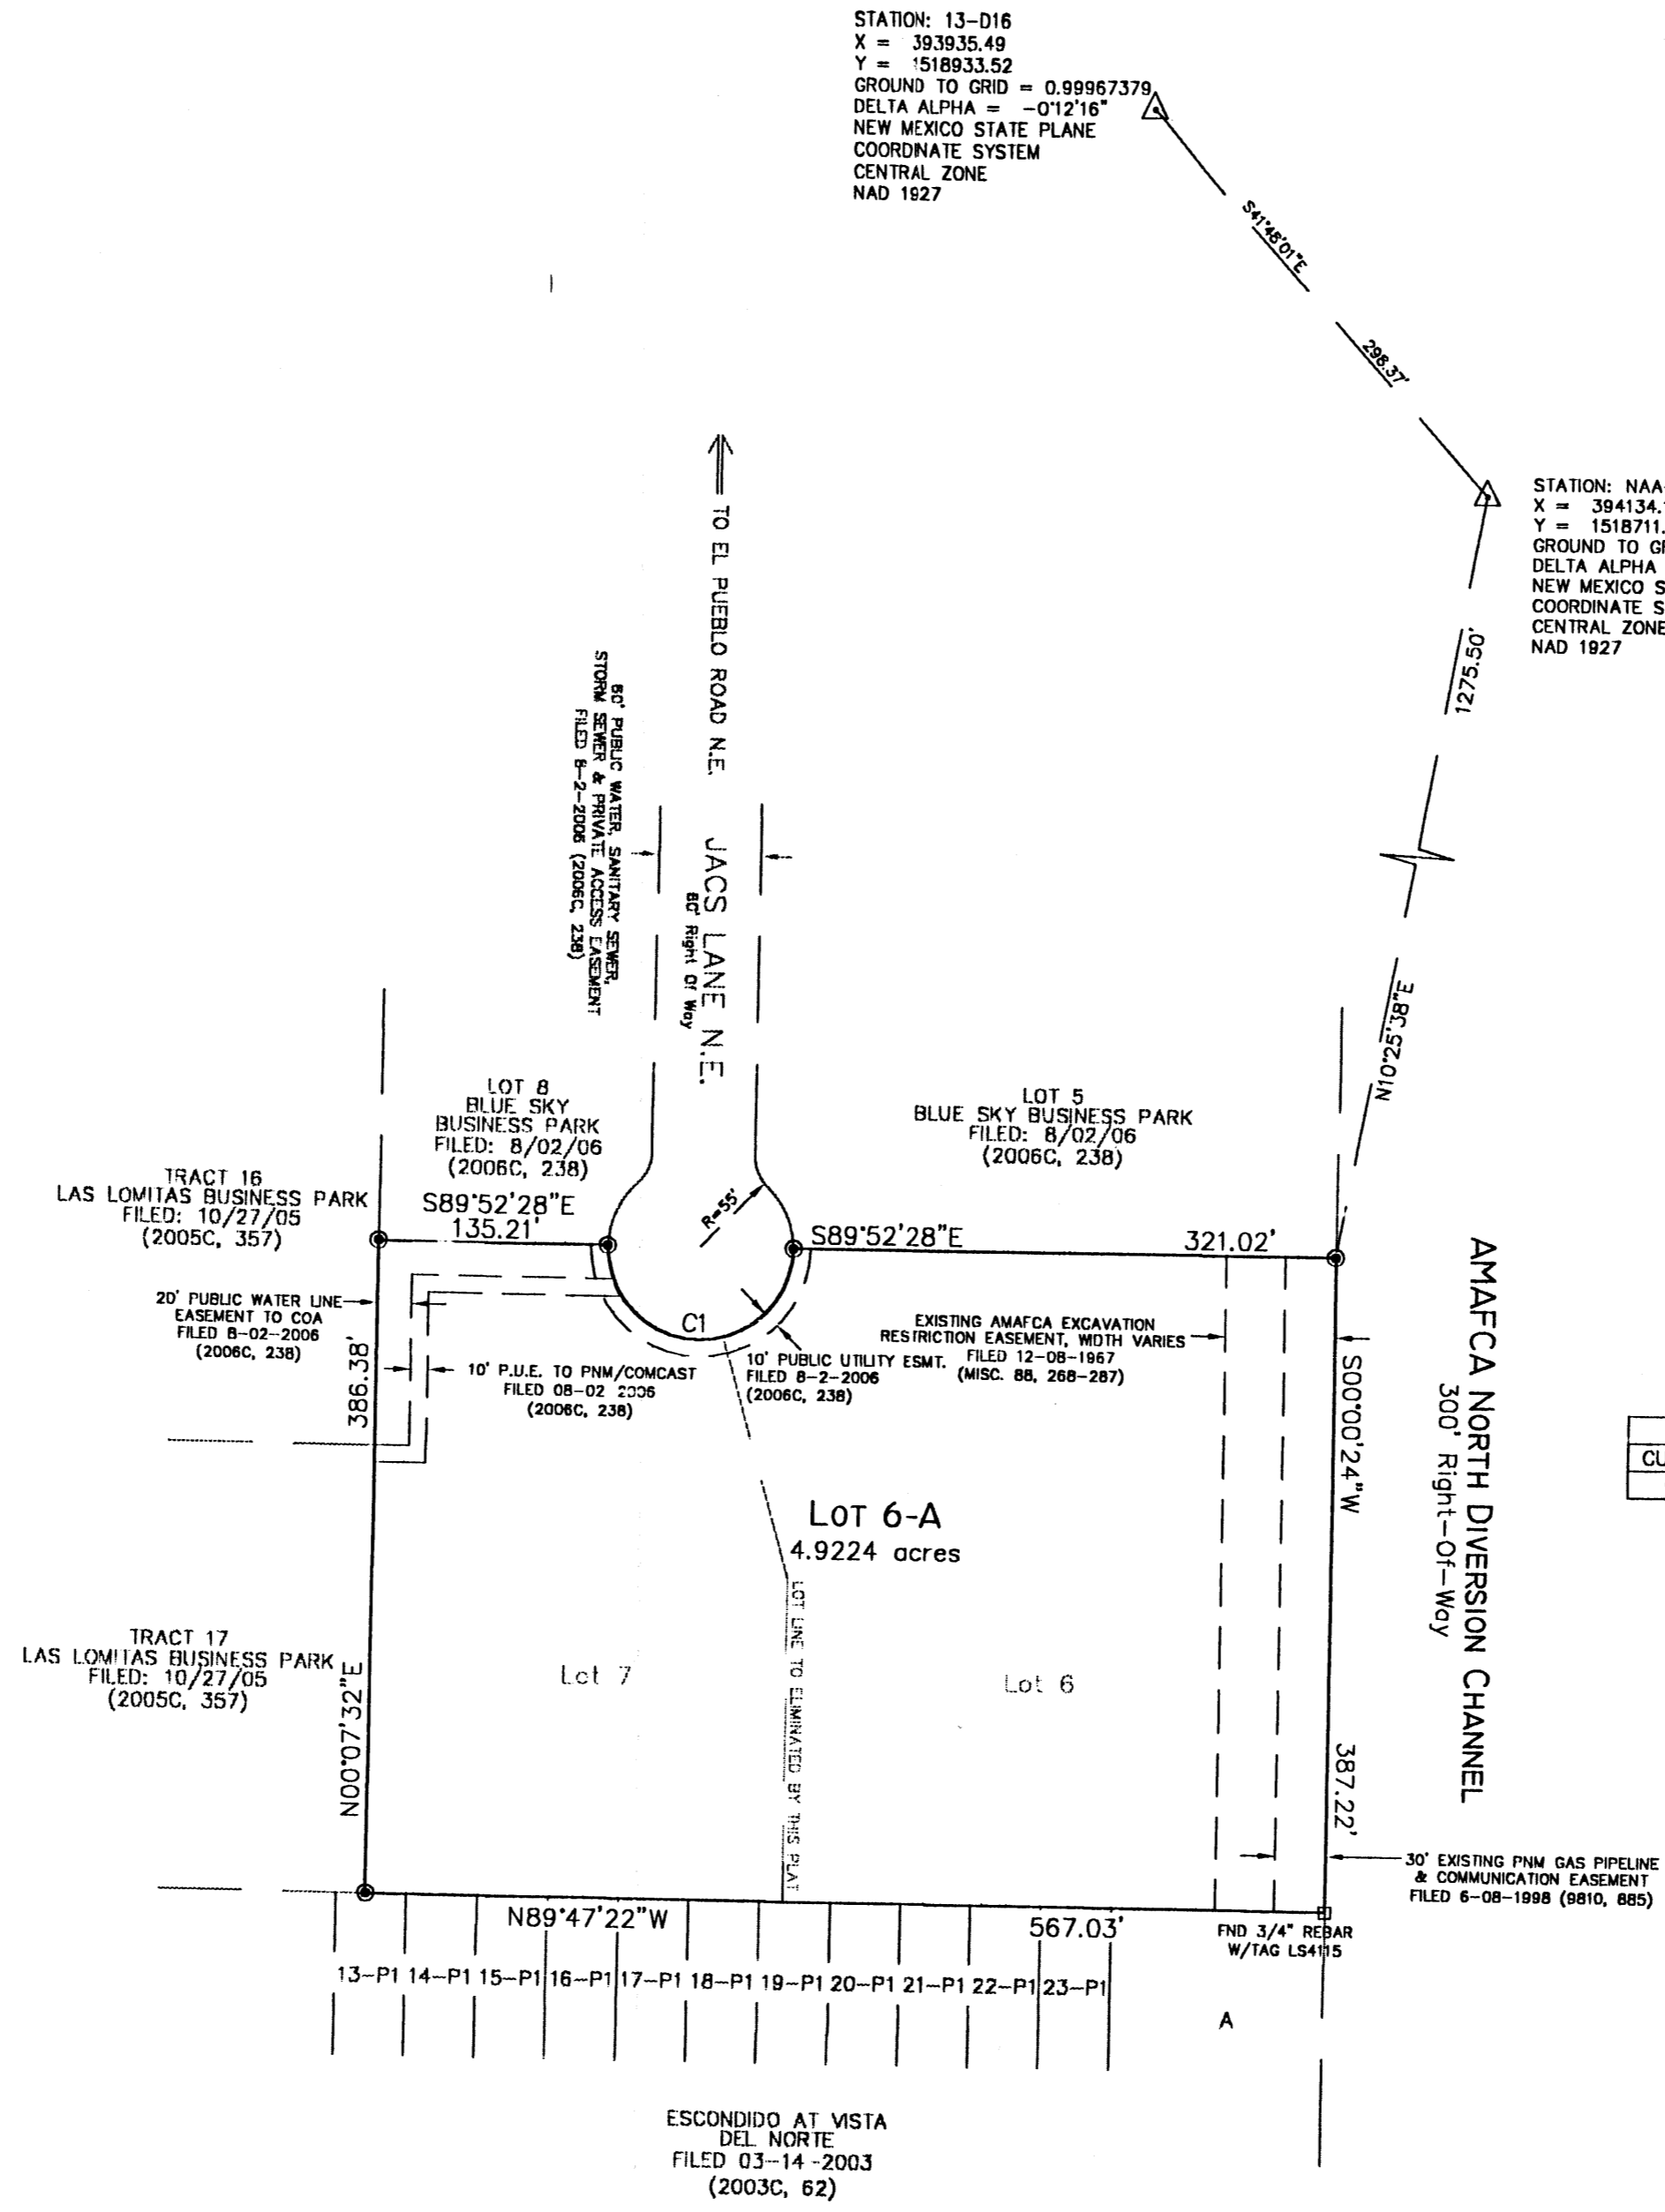 STATION: 13-D16
X = 393935.49
Y = 1518933.52
GROUND TO GRID = 0.99967379
DELTA ALPHA = -0°12'16"
NEW MEXICO STATE PLANE
COORDINATE SYSTEM
CENTRAL ZONE
NAD 1927
S41°48'01"E
298.37'
STATION: NAA-
X = 394134.
Y = 1518711.
GROUND TO G
DELTA ALPHA
NEW MEXICO S
COORDINATE S
CENTRAL ZONE
NAD 1927
1275.50'
N10°25'38"E
TO EL PUEBLO ROAD N.E.
JACS LANE N.E.
60' Right Of Way
60' PUBLIC WATER, SANITARY SEWER,
STORM SEWER & PRIVATE ACCESS EASEMENT
FILED 8-2-2006 (2006C, 238)
LOT 8
BLUE SKY
BUSINESS PARK
FILED: 8/02/06
(2006C, 238)
LOT 5
BLUE SKY BUSINESS PARK
FILED: 8/02/06
(2006C, 238)
TRACT 16
LAS LOMITAS BUSINESS PARK
FILED: 10/27/05
(2005C, 357)
S89°52'28"E
135.21'
R=55'
S89°52'28"E
321.02'
C1
20' PUBLIC WATER LINE
EASEMENT TO COA
FILED 8-02-2006
(2006C, 238)
10' P.U.E. TO PNM/COMCAST
FILED 08-02 2006
(2006C, 238)
10' PUBLIC UTILITY ESMT.
FILED 8-2-2006
(2006C, 238)
EXISTING AMAFCA EXCAVATION
RESTRICTION EASEMENT, WIDTH VARIES
FILED 12-08-1967
(MISC. 88, 268-287)
386.38'
N00°07'32"E
S00°00'24"W
387.22'
AMAFCA NORTH DIVERSION CHANNEL
300' Right-Of-Way
CU
LOT 6-A
4.9224 acres
LOT LINE TO ELIMINATED BY THIS PLAT
Lot 7
Lot 6
TRACT 17
LAS LOMITAS BUSINESS PARK
FILED: 10/27/05
(2005C, 357)
30' EXISTING PNM GAS PIPELINE
& COMMUNICATION EASEMENT
FILED 6-08-1998 (9810, 885)
N89°47'22"W
567.03'
FND 3/4" REBAR
W/TAG LS4115
13-P1 14-P1 15-P1 16-P1 17-P1 18-P1 19-P1 20-P1 21-P1 22-P1 23-P1
A
ESCONDIDO AT VISTA
DEL NORTE
FILED 03-14-2003
(2003C, 62)